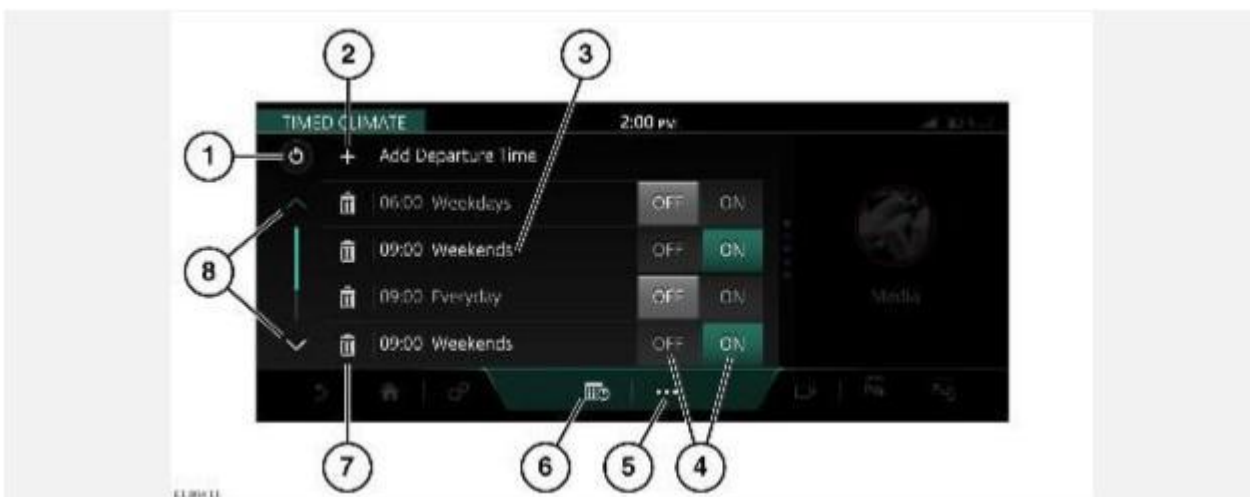 2 3
TIMED CLIMATE 2:00 PM
1 + Add Departure Time
06:00 Weekdays OFF ON
09:00 Weekends OFF ON
8
09:00 Everyday OFF ON
Media
09:00 Weekends OFF ON
7 6 5 4